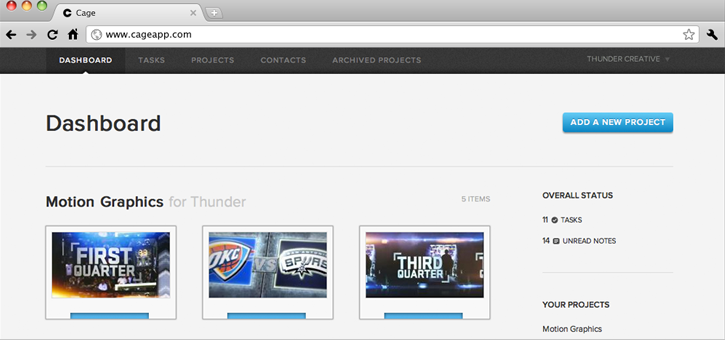 Cage
www.cageapp.com
DASHBOARD TASKS PROJECTS CONTACTS ARCHIVED PROJECTS THUNDER CREATIVE
Dashboard
ADD A NEW PROJECT
Motion Graphics for Thunder
5 ITEMS
FIRST
QUARTER
OKC
VS
SPURS
THIRD
QUARTER
OVERALL STATUS
11 TASKS
14 UNREAD NOTES
YOUR PROJECTS
Motion Graphics